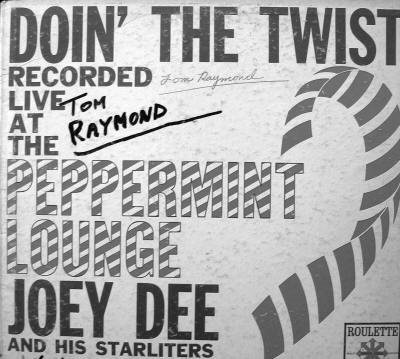 DOIN' THE TWIST
RECORDED
Tom Raymond
LIVE
TOM
AT
RAYMOND
THE
PEPPERMINT
LOUNGE
JOEY DEE
AND HIS STARLITERS
ROULETTE